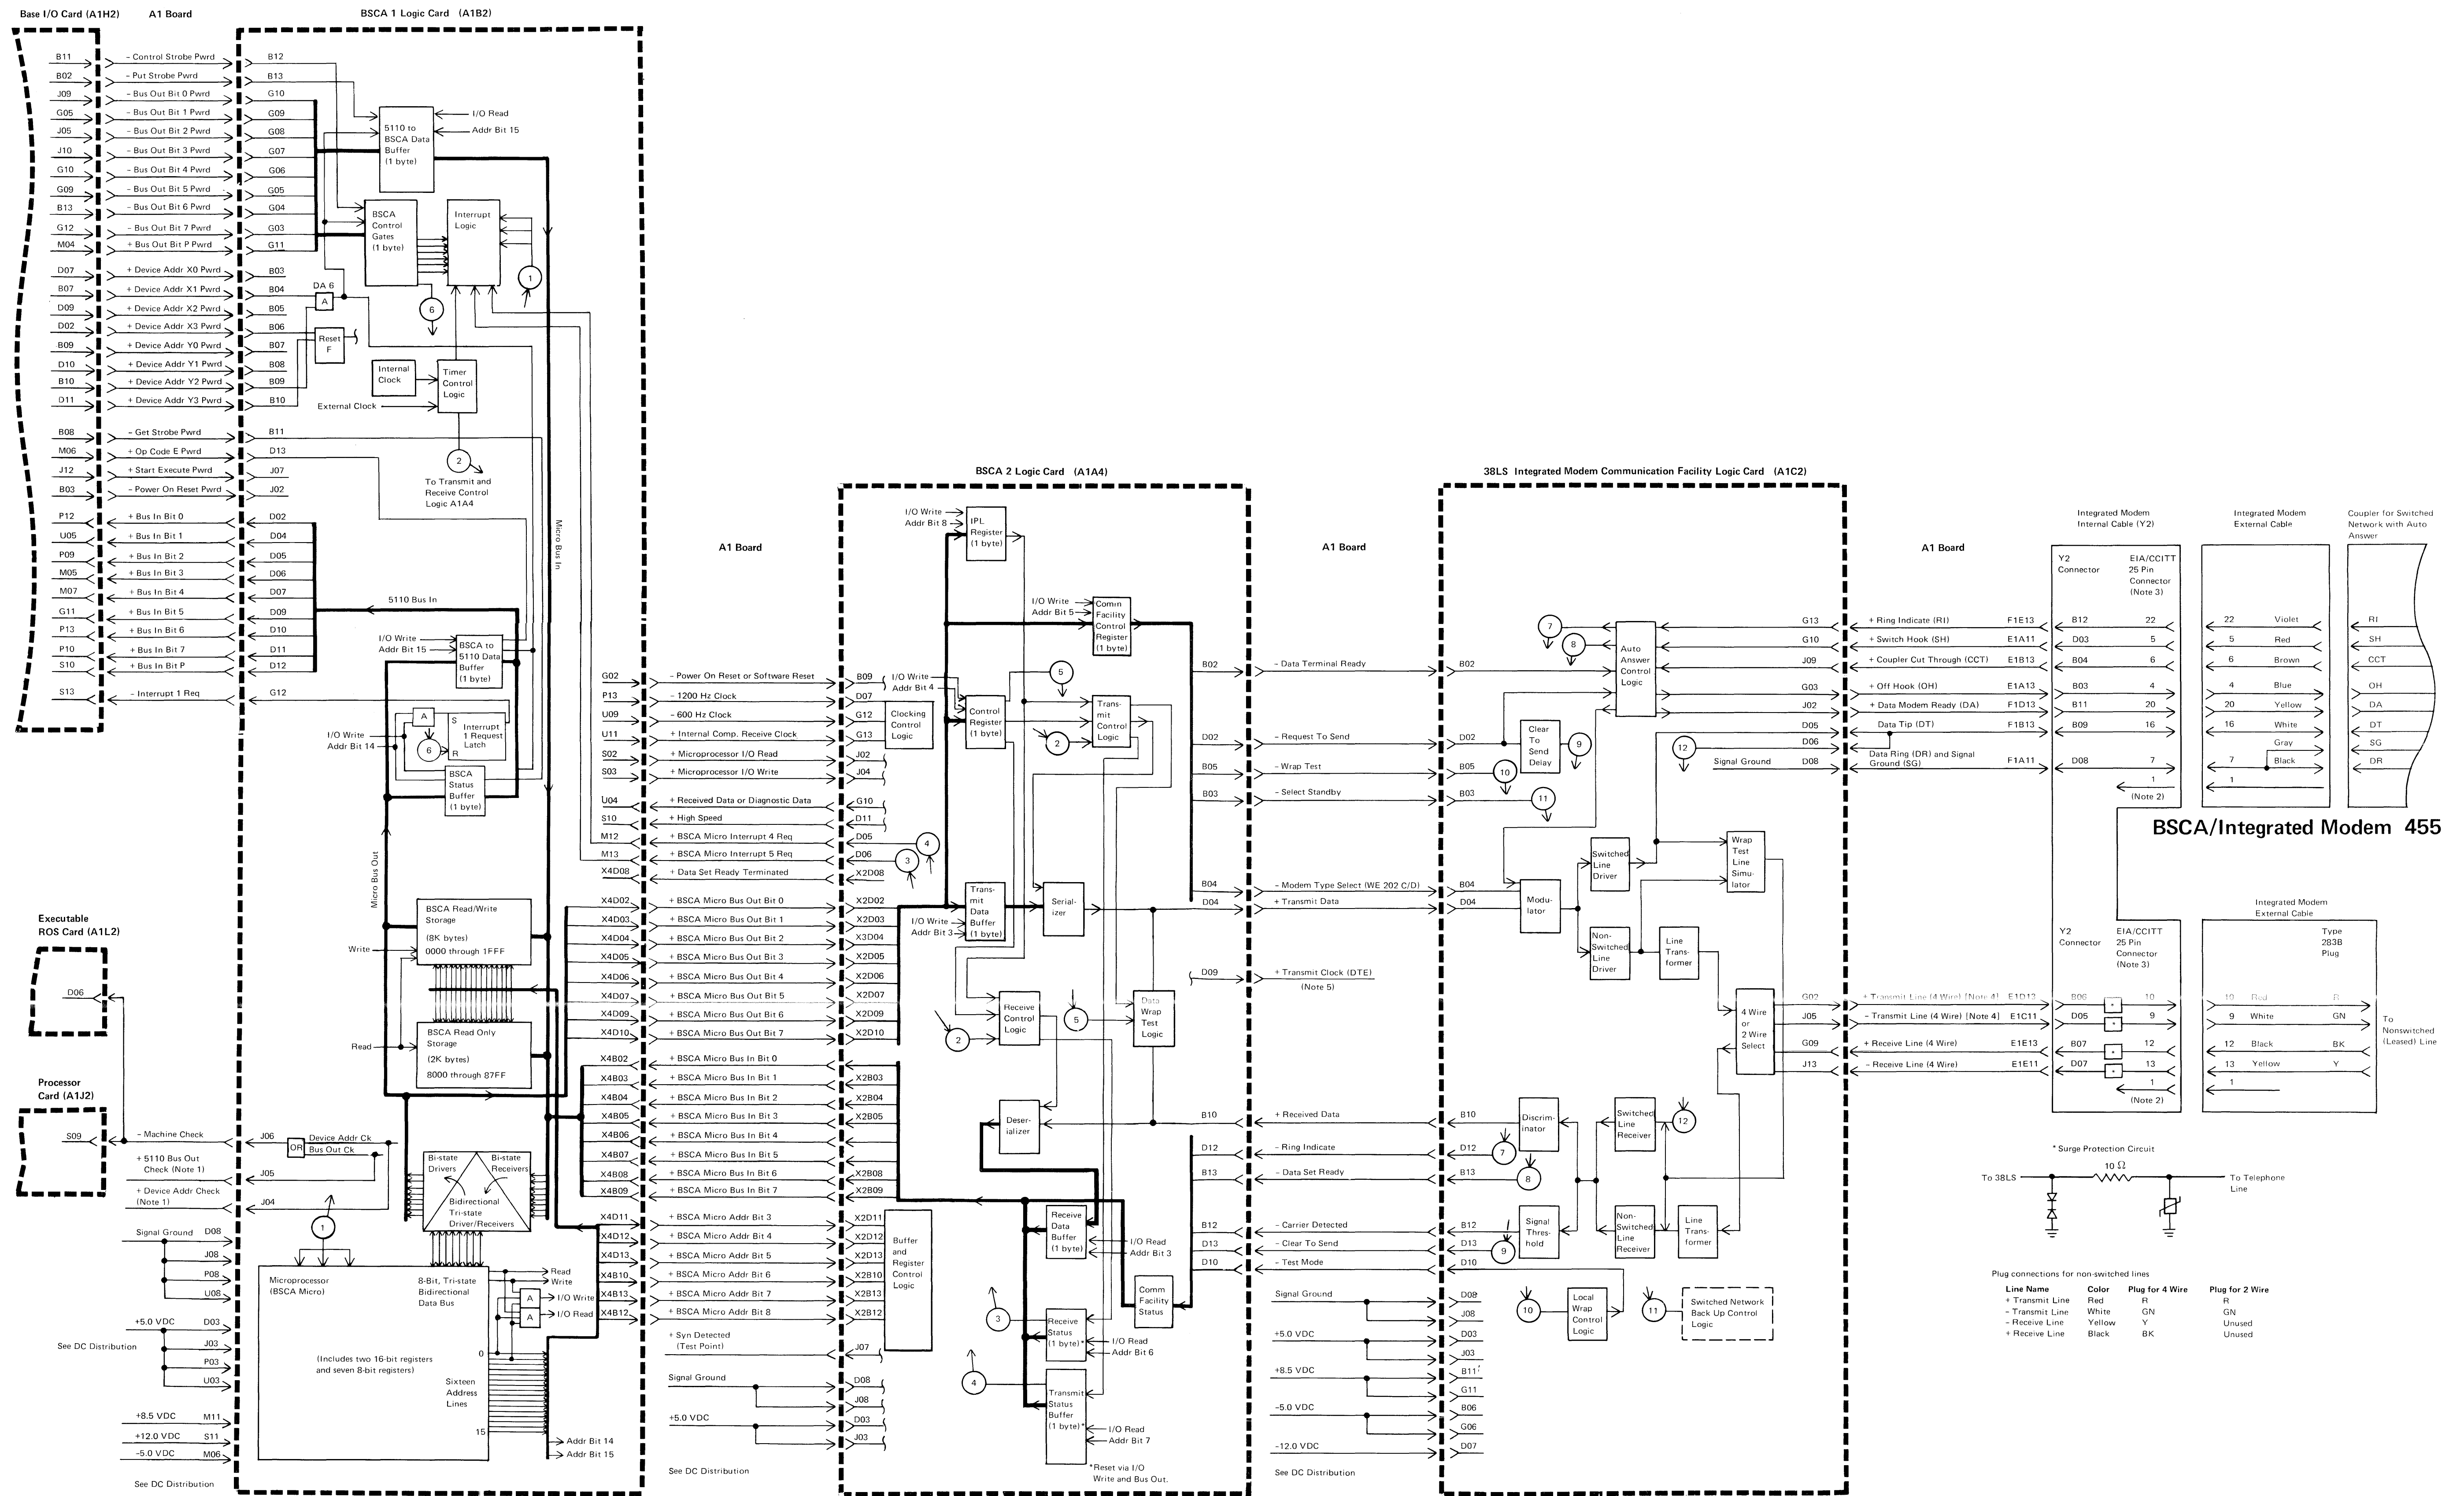 Base I/O Card (A1H2)
A1 Board
BSCA 1 Logic Card (A1B2)
B11 - Control Strobe Pwrd B12
B02 - Put Strobe Pwrd B13
J09 - Bus Out Bit 0 Pwrd G10
G05 - Bus Out Bit 1 Pwrd G09
J05 - Bus Out Bit 2 Pwrd G08
J10 - Bus Out Bit 3 Pwrd G07
G10 - Bus Out Bit 4 Pwrd G06
G09 - Bus Out Bit 5 Pwrd G05
B13 - Bus Out Bit 6 Pwrd G04
G12 - Bus Out Bit 7 Pwrd G03
M04 + Bus Out Bit P Pwrd G11
D07 + Device Addr X0 Pwrd B03
B07 + Device Addr X1 Pwrd B04
D09 + Device Addr X2 Pwrd B05
D02 + Device Addr X3 Pwrd B06
B09 + Device Addr Y0 Pwrd B07
D10 + Device Addr Y1 Pwrd B08
B10 + Device Addr Y2 Pwrd B09
D11 + Device Addr Y3 Pwrd B10
B08 - Get Strobe Pwrd B11
M06 + Op Code E Pwrd D13
J12 + Start Execute Pwrd J07
B03 - Power On Reset Pwrd J02
P12 + Bus In Bit 0 D02
U05 + Bus In Bit 1 D04
P09 + Bus In Bit 2 D05
M05 + Bus In Bit 3 D06
M07 + Bus In Bit 4 D07
G11 + Bus In Bit 5 D09
P13 + Bus In Bit 6 D10
P10 + Bus In Bit 7 D11
S10 + Bus In Bit P D12
S13 - Interrupt 1 Req G12
5110 to
BSCA Data
Buffer
(1 byte)
I/O Read
Addr Bit 15
BSCA
Control
Gates
(1 byte)
Interrupt
Logic
1
6
DA 6
A
Reset
F
Internal
Clock
Timer
Control
Logic
External Clock
2
To Transmit and
Receive Control
Logic A1A4
Micro Bus In
5110 Bus In
I/O Write
Addr Bit 15
BSCA to
5110 Data
Buffer
(1 byte)
A
S
Interrupt
1 Request
Latch
R
6
I/O Write
Addr Bit 14
BSCA
Status
Buffer
(1 byte)
Micro Bus Out
BSCA Read/Write
Storage
(8K bytes)
0000 through 1FFF
Write
BSCA Read Only
Storage
(2K bytes)
8000 through 87FF
Read
Executable
ROS Card (A1L2)
D06
Processor
Card (A1J2)
S09 - Machine Check J06
OR
Device Addr Ck
Bus Out Ck
+ 5110 Bus Out
Check (Note 1) J05
+ Device Addr Check
(Note 1) J04
Bi-state
Drivers
Bi-state
Receivers
Bidirectional
Tri-state
Driver/Receivers
1
Signal Ground D08
J08
P08
U08
+5.0 VDC D03
See DC Distribution
J03
P03
U03
+8.5 VDC M11
+12.0 VDC S11
-5.0 VDC M06
See DC Distribution
Microprocessor
(BSCA Micro)
8-Bit, Tri-state
Bidirectional
Data Bus
(Includes two 16-bit registers
and seven 8-bit registers)
0
Sixteen
Address
Lines
15
Read
Write
A I/O Write
A I/O Read
Addr Bit 14
Addr Bit 15
A1 Board
G02 - Power On Reset or Software Reset B09
P13 - 1200 Hz Clock D07
U09 - 600 Hz Clock G12
U11 + Internal Comp. Receive Clock G13
S02 + Microprocessor I/O Read J02
S03 + Microprocessor I/O Write J04
U04 + Received Data or Diagnostic Data G10
S10 + High Speed D11
M12 + BSCA Micro Interrupt 4 Req D05
M13 + BSCA Micro Interrupt 5 Req D06
X4D08 + Data Set Ready Terminated X2D08
X4D02 + BSCA Micro Bus Out Bit 0 X2D02
X4D03 + BSCA Micro Bus Out Bit 1 X2D03
X4D04 + BSCA Micro Bus Out Bit 2 X3D04
X4D05 + BSCA Micro Bus Out Bit 3 X2D05
X4D06 + BSCA Micro Bus Out Bit 4 X2D06
X4D07 + BSCA Micro Bus Out Bit 5 X2D07
X4D09 + BSCA Micro Bus Out Bit 6 X2D09
X4D10 + BSCA Micro Bus Out Bit 7 X2D10
X4B02 + BSCA Micro Bus In Bit 0
X4B03 + BSCA Micro Bus In Bit 1 X2B03
X4B04 + BSCA Micro Bus In Bit 2 X2B04
X4B05 + BSCA Micro Bus In Bit 3 X2B05
X4B06 + BSCA Micro Bus In Bit 4
X4B07 + BSCA Micro Bus In Bit 5
X4B08 + BSCA Micro Bus In Bit 6 X2B08
X4B09 + BSCA Micro Bus In Bit 7 X2B09
X4D11 + BSCA Micro Addr Bit 3 X2D11
X4D12 + BSCA Micro Addr Bit 4 X2D12
X4D13 + BSCA Micro Addr Bit 5 X2D13
X4B10 + BSCA Micro Addr Bit 6 X2B10
X4B13 + BSCA Micro Addr Bit 7 X2B13
X4B12 + BSCA Micro Addr Bit 8 X2B12
+ Syn Detected
(Test Point) J07
Signal Ground D08
J08
+5.0 VDC D03
J03
See DC Distribution
BSCA 2 Logic Card (A1A4)
I/O Write
Addr Bit 8
IPL
Register
(1 byte)
I/O Write
Addr Bit 5
Comm
Facility
Control
Register
(1 byte)
5
I/O Write
Addr Bit 4
Clocking
Control
Logic
Control
Register
(1 byte)
Trans-
mit
Control
Logic
2
4
3
Trans-
mit
Data
Buffer
(1 byte)
I/O Write
Addr Bit 3
Serial-
izer
Receive
Control
Logic
2
5
Data
Wrap
Test
Logic
Deser-
ializer
Buffer
and
Register
Control
Logic
Receive
Data
Buffer
(1 byte)
I/O Read
Addr Bit 3
Comm
Facility
Status
3
Receive
Status
(1 byte)*
I/O Read
Addr Bit 6
4
Transmit
Status
Buffer
(1 byte)*
I/O Read
Addr Bit 7
*Reset via I/O
Write and Bus Out.
A1 Board
B02 - Data Terminal Ready B02
D02 - Request To Send D02
B05 - Wrap Test B05
B03 - Select Standby B03
B04 - Modem Type Select (WE 202 C/D) B04
D04 + Transmit Data D04
D09 + Transmit Clock (DTE)
(Note 5)
B10 + Received Data B10
D12 - Ring Indicate D12
B13 - Data Set Ready B13
B12 - Carrier Detected B12
D13 - Clear To Send D13
D10 - Test Mode D10
Signal Ground D08
J08
+5.0 VDC D03
J03
+8.5 VDC B11
G11
-5.0 VDC B06
G06
-12.0 VDC D07
See DC Distribution
38LS Integrated Modem Communication Facility Logic Card (A1C2)
7
8
Auto
Answer
Control
Logic
Clear
To
Send
Delay
9
10
11
12
Signal Ground
Switched
Line
Driver
Wrap
Test
Line
Simu-
lator
Modu-
lator
Non-
Switched
Line
Driver
Line
Trans-
former
4 Wire
or
2 Wire
Select
Discrim-
inator
Switched
Line
Receiver
12
7
8
Signal
Thres-
hold
Non-
Switched
Line
Receiver
Line
Trans-
former
9
10
Local
Wrap
Control
Logic
11
Switched Network
Back Up Control
Logic
A1 Board
G13 + Ring Indicate (RI) F1E13
G10 + Switch Hook (SH) E1A11
J09 + Coupler Cut Through (CCT) E1B13
G03 + Off Hook (OH) E1A13
J02 + Data Modem Ready (DA) F1D13
D05 Data Tip (DT) F1B13
D06
Data Ring (DR) and Signal
D08 Ground (SG) F1A11
G02 + Transmit Line (4 Wire) [Note 4] E1D13
J05 - Transmit Line (4 Wire) [Note 4] E1C11
G09 + Receive Line (4 Wire) E1E13
J13 - Receive Line (4 Wire) E1E11
Integrated Modem
Internal Cable (Y2)
Integrated Modem
External Cable
Coupler for Switched
Network with Auto
Answer
Y2
Connector
EIA/CCITT
25 Pin
Connector
(Note 3)
B12 22 22 Violet RI
D03 5 5 Red SH
B04 6 6 Brown CCT
B03 4 4 Blue OH
B11 20 20 Yellow DA
B09 16 16 White DT
Gray SG
D08 7 7 Black DR
1 1
(Note 2)
BSCA/Integrated Modem 455
Integrated Modem
External Cable
Y2
Connector
EIA/CCITT
25 Pin
Connector
(Note 3)
Type
283B
Plug
B06 * 10 10 Red R
D05 * 9 9 White GN
B07 * 12 12 Black BK
D07 * 13 13 Yellow Y
1 1
(Note 2)
To
Nonswitched
(Leased) Line
* Surge Protection Circuit
To 38LS
10 Ω
To Telephone
Line
Plug connections for non-switched lines
Line Name Color Plug for 4 Wire Plug for 2 Wire
+ Transmit Line Red R R
- Transmit Line White GN GN
- Receive Line Yellow Y Unused
+ Receive Line Black BK Unused